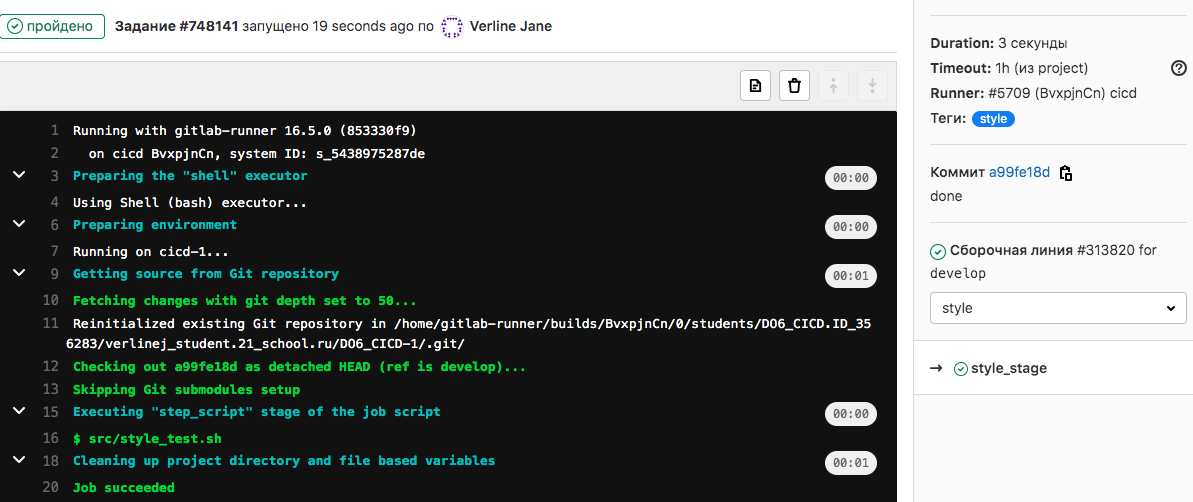 пройдено Задание #748141 запущено 19 seconds ago по Verline Jane
1 Running with gitlab-runner 16.5.0 (853330f9)
2 on cicd BvxpjnCn, system ID: s_5438975287de
3 Preparing the "shell" executor 00:00
4 Using Shell (bash) executor...
6 Preparing environment 00:00
7 Running on cicd-1...
9 Getting source from Git repository 00:01
10 Fetching changes with git depth set to 50...
11 Reinitialized existing Git repository in /home/gitlab-runner/builds/BvxpjnCn/0/students/DO6_CICD.ID_35
6283/verlinej_student.21_school.ru/DO6_CICD-1/.git/
12 Checking out a99fe18d as detached HEAD (ref is develop)...
13 Skipping Git submodules setup
15 Executing "step_script" stage of the job script 00:00
16 $ src/style_test.sh
18 Cleaning up project directory and file based variables 00:01
20 Job succeeded
Duration: 3 секунды
Timeout: 1h (из project)
Runner: #5709 (BvxpjnCn) cicd
Теги: style
Коммит a99fe18d
done
Сборочная линия #313820 for
develop
style
→ style_stage